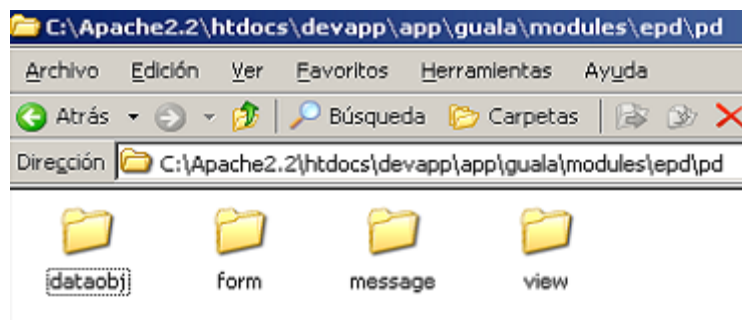 C:\Apache2.2\htdocs\devapp\app\guala\modules\epd\pd
Archivo Edición Ver Favoritos Herramientas Ayuda
Atrás Búsqueda Carpetas
Dirección C:\Apache2.2\htdocs\devapp\app\guala\modules\epd\pd
dataobj form message view